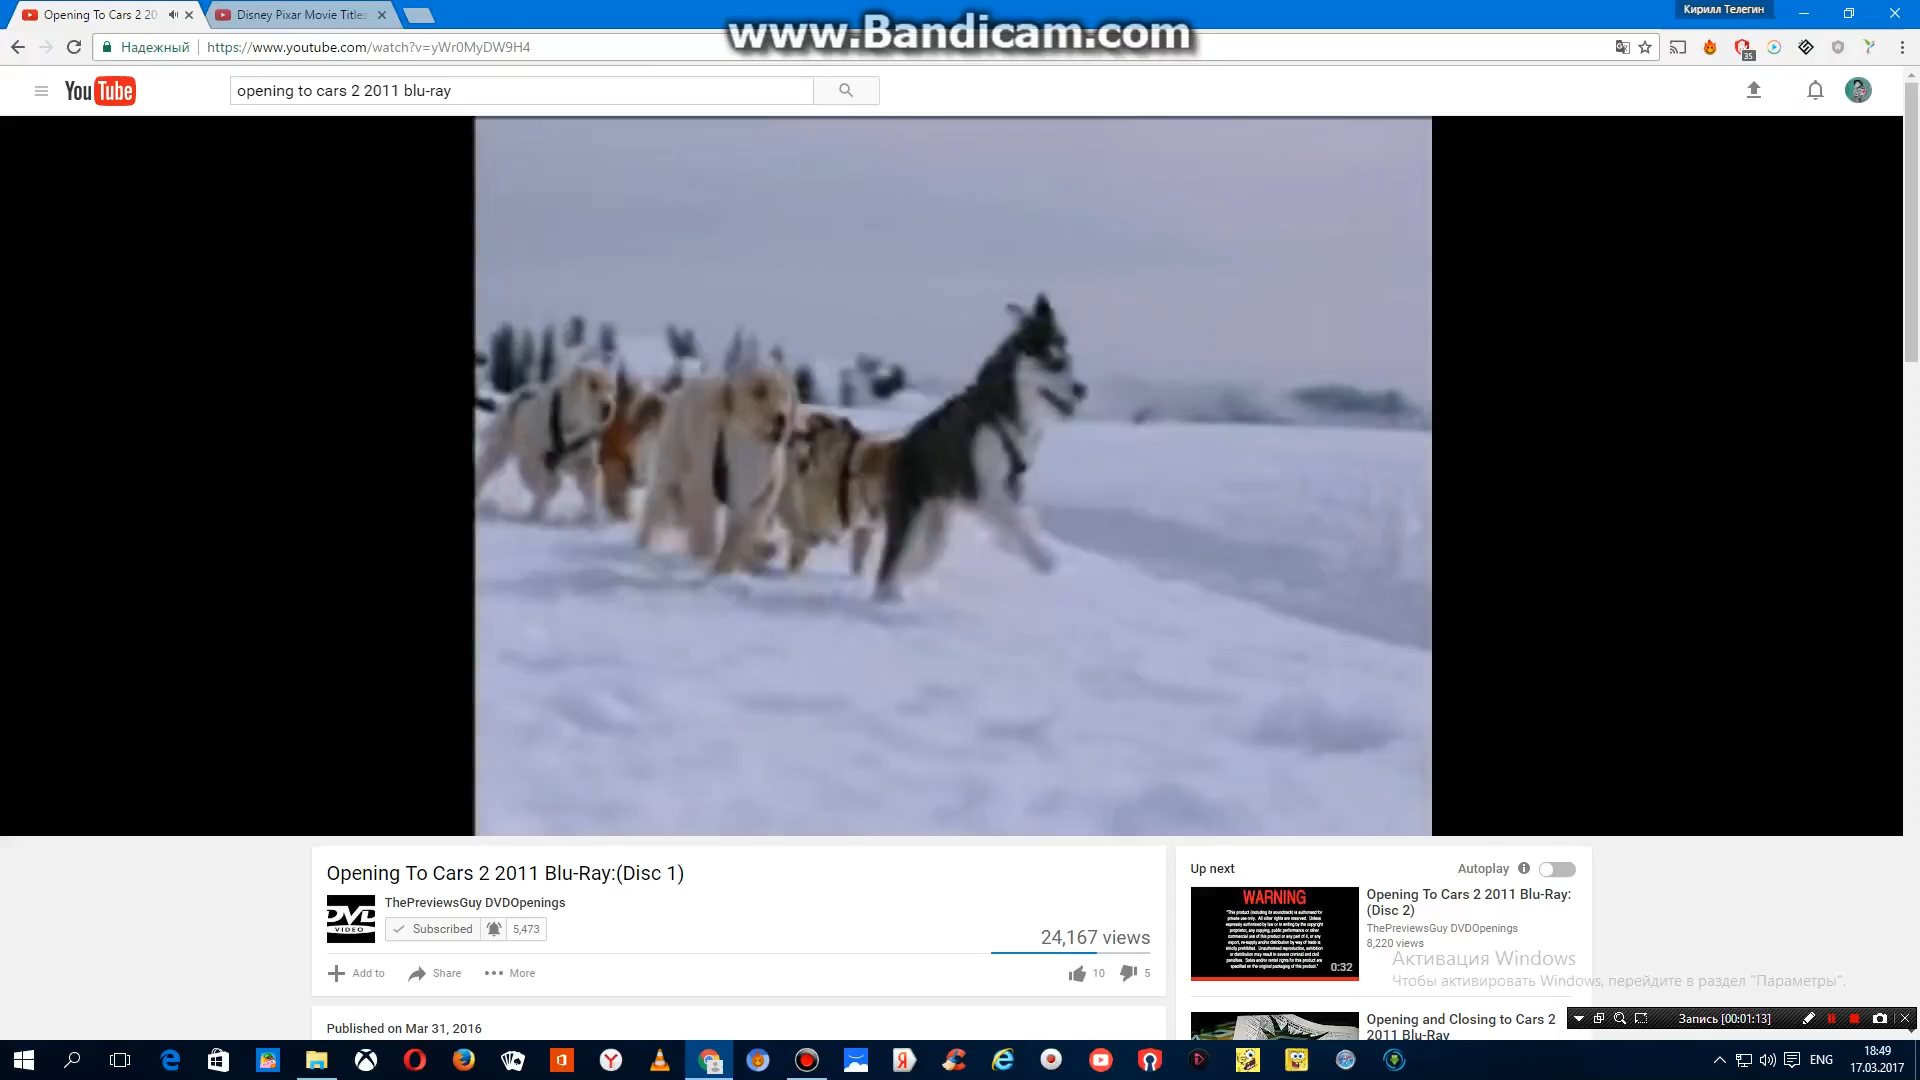 Opening To Cars 2 20
Disney Pixar Movie Titles
Кирилл Телегин
www.Bandicam.com
Надежный
https://www.youtube.com/watch?v=yWr0MyDW9H4
35
YouTube
opening to cars 2 2011 blu-ray
Opening To Cars 2 2011 Blu-Ray:(Disc 1)
DVD
VIDEO
ThePreviewsGuy DVDOpenings
Subscribed
5,473
24,167 views
Add to
Share
More
10
5
Published on Mar 31, 2016
Up next
Autoplay
WARNING
0:32
Opening To Cars 2 2011 Blu-Ray:
(Disc 2)
ThePreviewsGuy DVDOpenings
8,220 views
Активация Windows
Чтобы активировать Windows, перейдите в раздел "Параметры".
Opening and Closing to Cars 2
2011 Blu-Ray
Запись [00:01:13]
ENG
18:49
17.03.2017